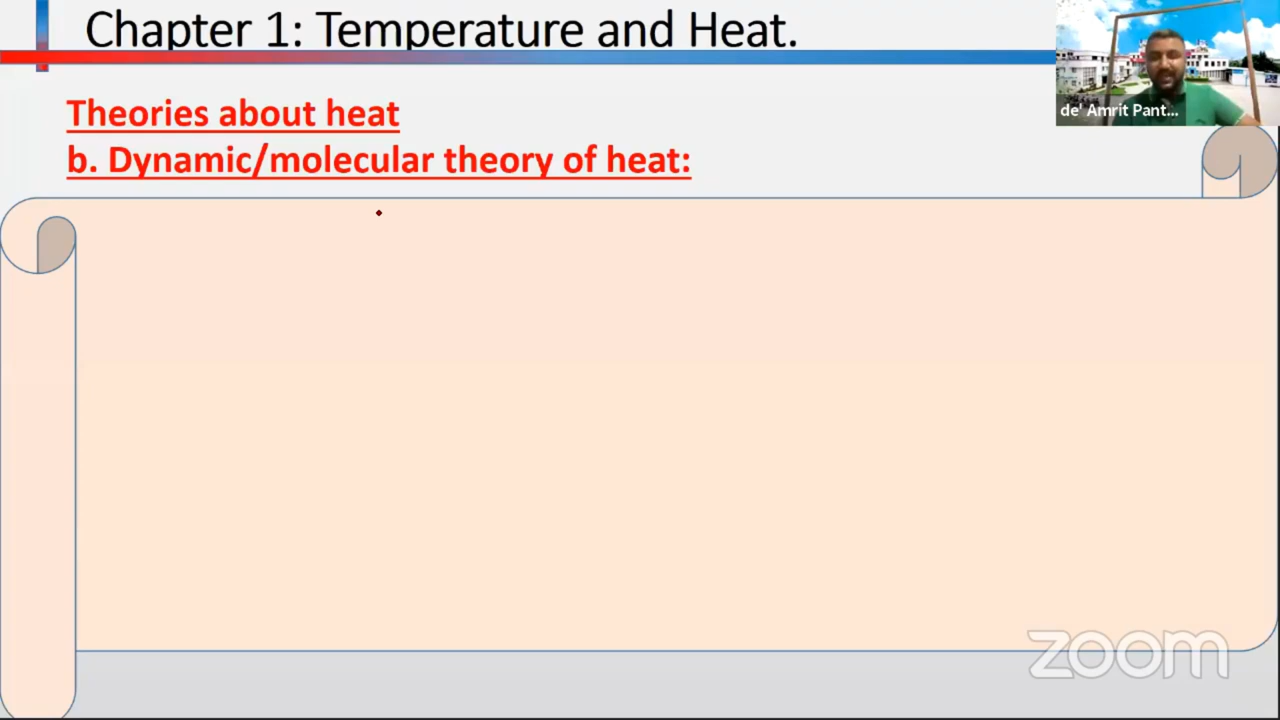 Chapter 1: Temperature and Heat.
de' Amrit Pant...
Theories about heat
b. Dynamic/molecular theory of heat:
zoom